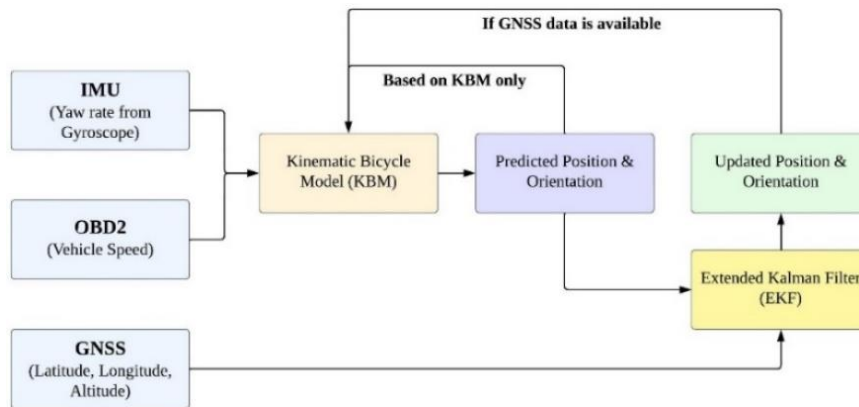 If GNSS data is available
Based on KBM only
IMU
(Yaw rate from
Gyroscope)
Kinematic Bicycle
Model (KBM)
Predicted Position &
Orientation
Updated Position &
Orientation
OBD2
(Vehicle Speed)
Extended Kalman Filter
(EKF)
GNSS
(Latitude, Longitude,
Altitude)